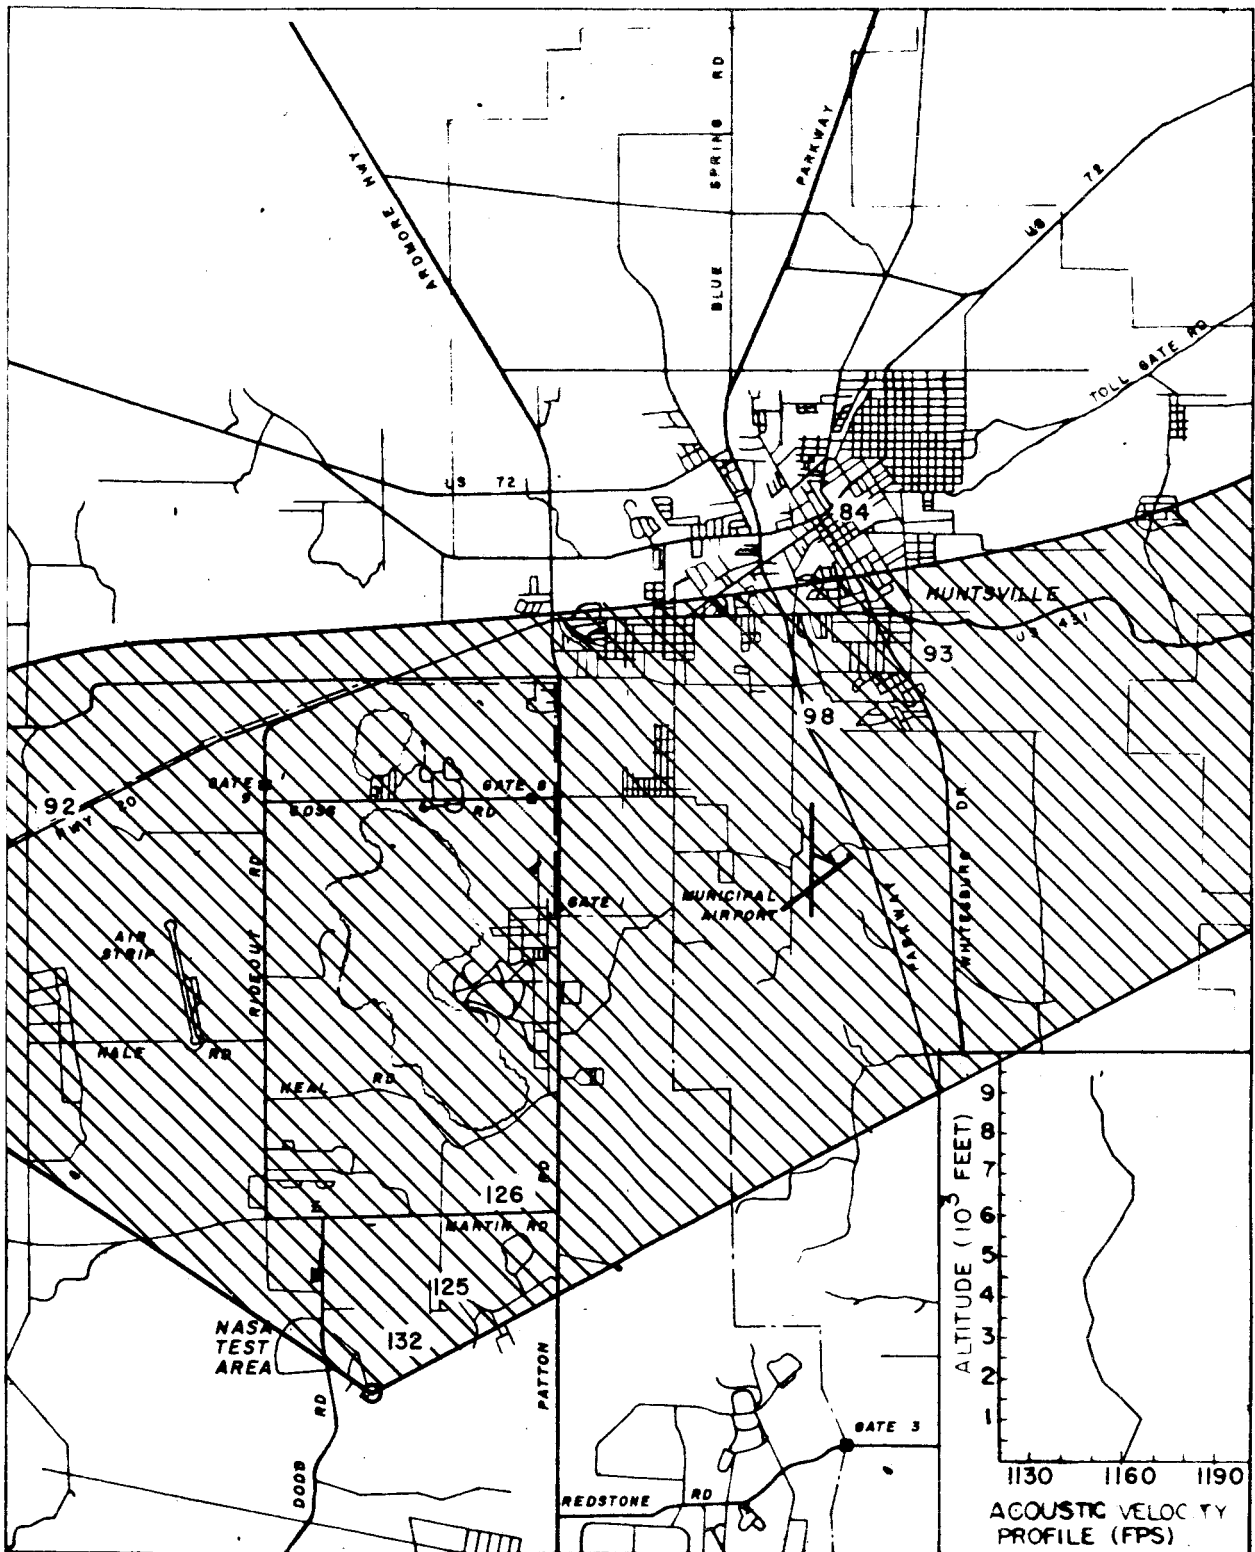 BLUE SPRING RD
PARKWAY
ARDMORE HWY
US 72
TOLL GATE RD
US 72
84
HUNTSVILLE
US 431
93
98
92
HWY 20
GATE 9
GOSS RD
GATE 8
RIDEOUT RD
GATE 1
MUNICIPAL
AIRPORT
PARKWAY
WHITESBURG DR.
AIR
STRIP
HALE RD
NEAL RD
126
MARTIN RD
125
132
NASA
TEST
AREA
PATTON RD
DODD RD
GATE 3
REDSTONE RD
ALTITUDE (10³ FEET)
9
8
7
6
5
4
3
2
1
1130 1160 1190
ACOUSTIC VELOCITY
PROFILE (FPS)